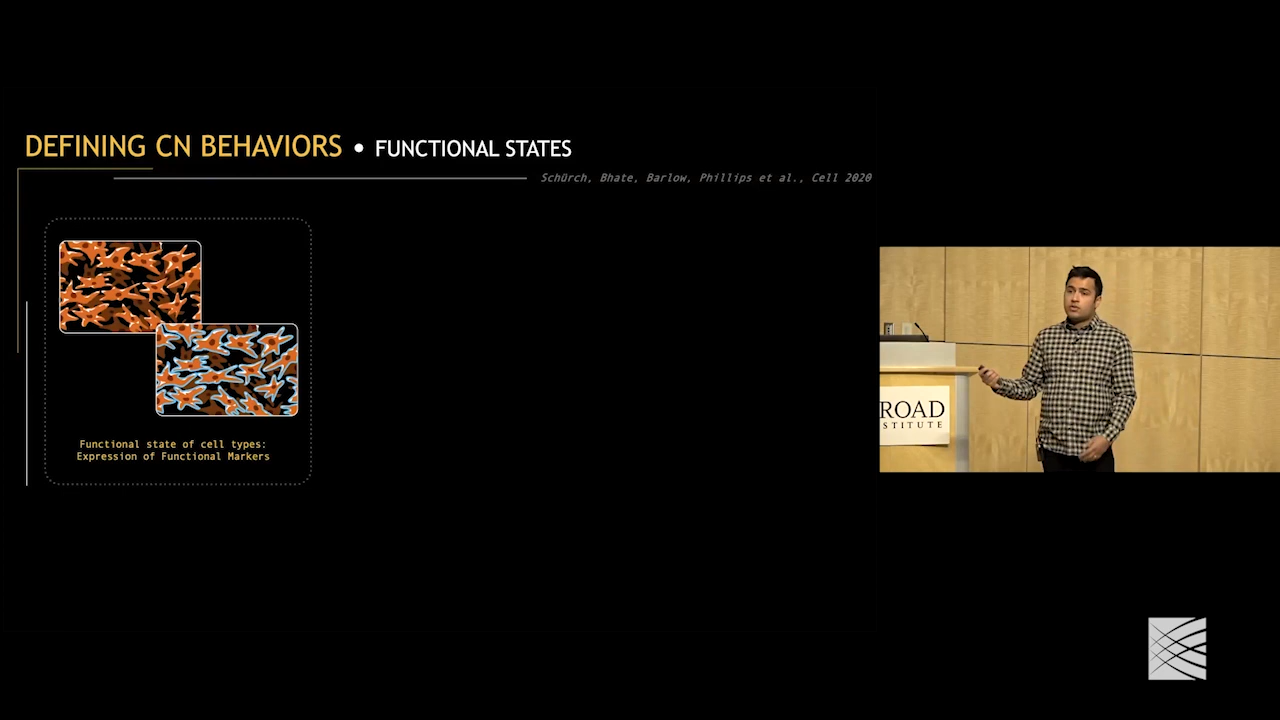 DEFINING CN BEHAVIORS • FUNCTIONAL STATES
Schürch, Bhate, Barlow, Phillips et al., Cell 2020
Functional state of cell types:
Expression of Functional Markers
ROAD
STITUTE